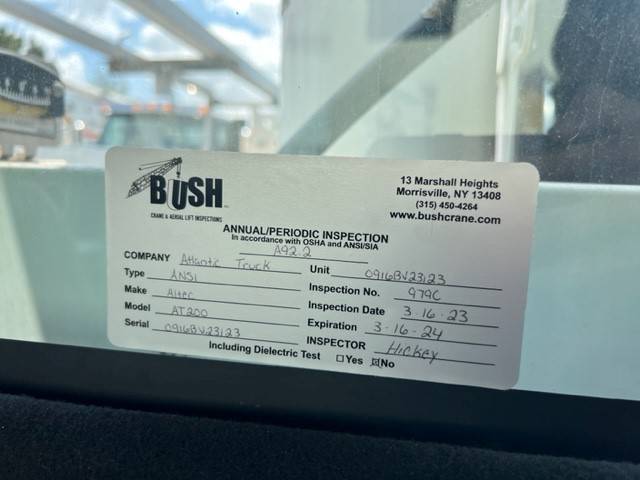 BUSH
CRANE & AERIAL LIFT INSPECTIONS
13 Marshall Heights
Morrisville, NY 13408
(315) 450-4264
www.bushcrane.com
ANNUAL/PERIODIC INSPECTION
In accordance with OSHA and ANSI/SIA
A92.2
COMPANY Atlantic Truck
Type ANSI
Make Altec
Model AT200
Serial 0916BV23123
Unit 0916BV23123
Inspection No. 979C
Inspection Date 3-16-23
Expiration 3-16-24
INSPECTOR Hickey
Including Dielectric Test ☐Yes ☒No